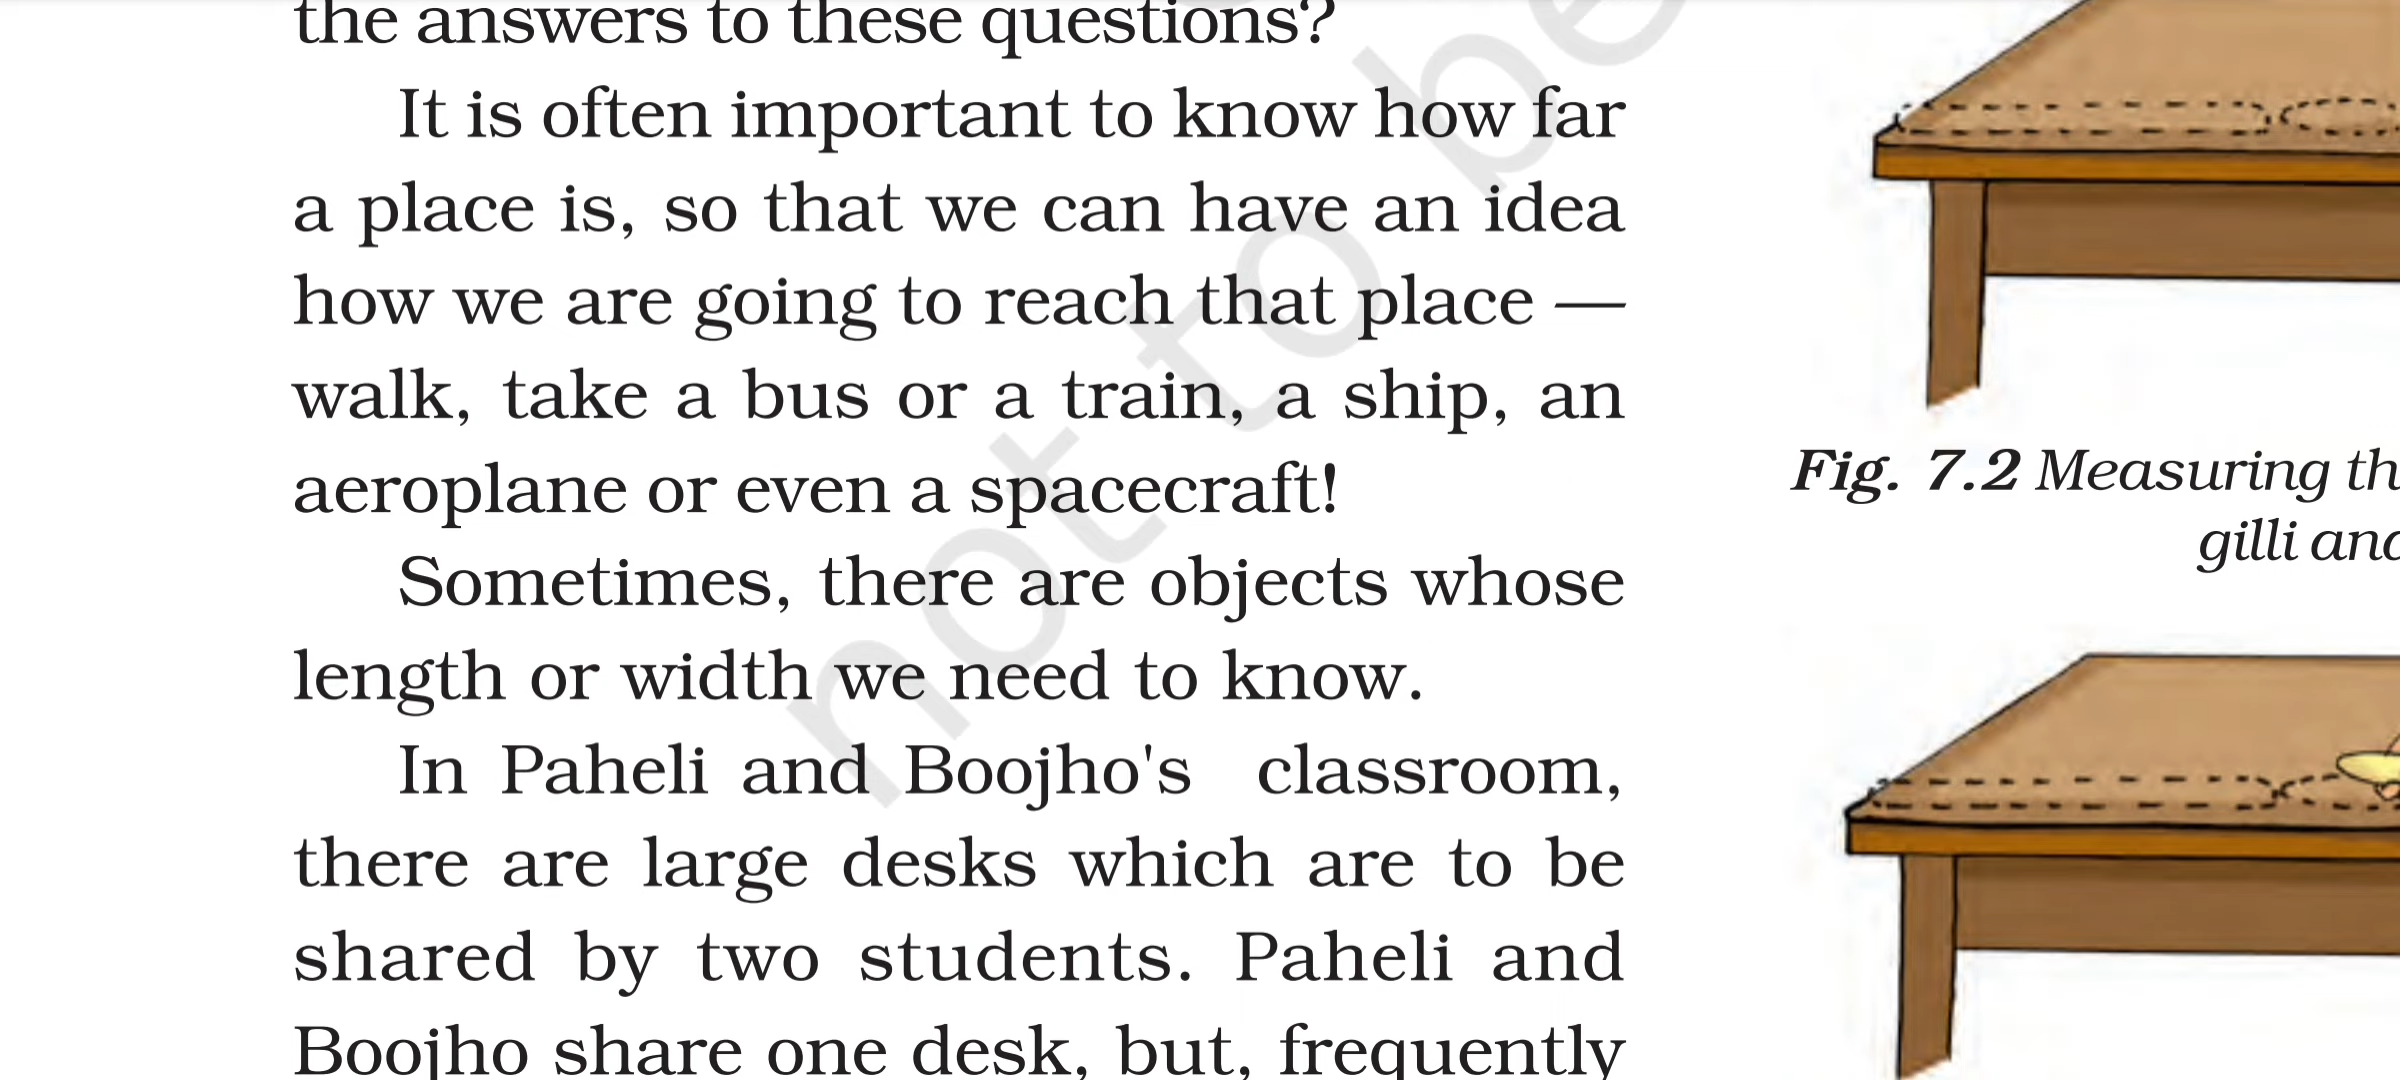 the answers to these questions?
It is often important to know how far
a place is, so that we can have an idea
how we are going to reach that place —
walk, take a bus or a train, a ship, an
aeroplane or even a spacecraft!
Sometimes, there are objects whose
length or width we need to know.
In Paheli and Boojho's classroom,
there are large desks which are to be
shared by two students. Paheli and
Boojho share one desk, but, frequently
Fig. 7.2 Measuring
gilli
not to be